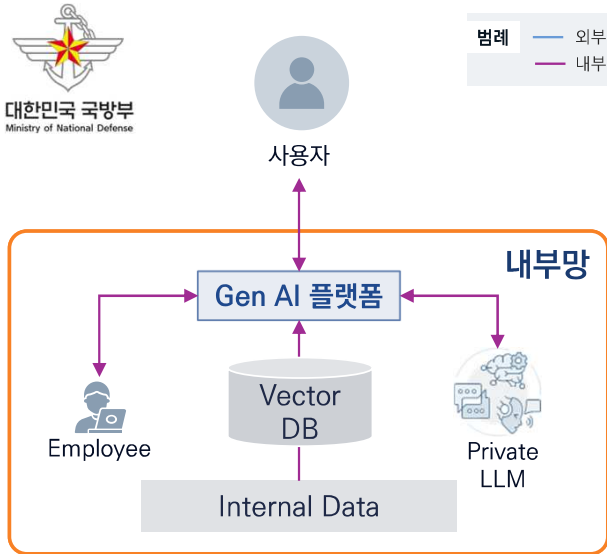 대한민국 국방부
Ministry of National Defense
범례
외부
내부
사용자
내부망
Gen AI 플랫폼
Employee
Vector
DB
Private
LLM
Internal Data